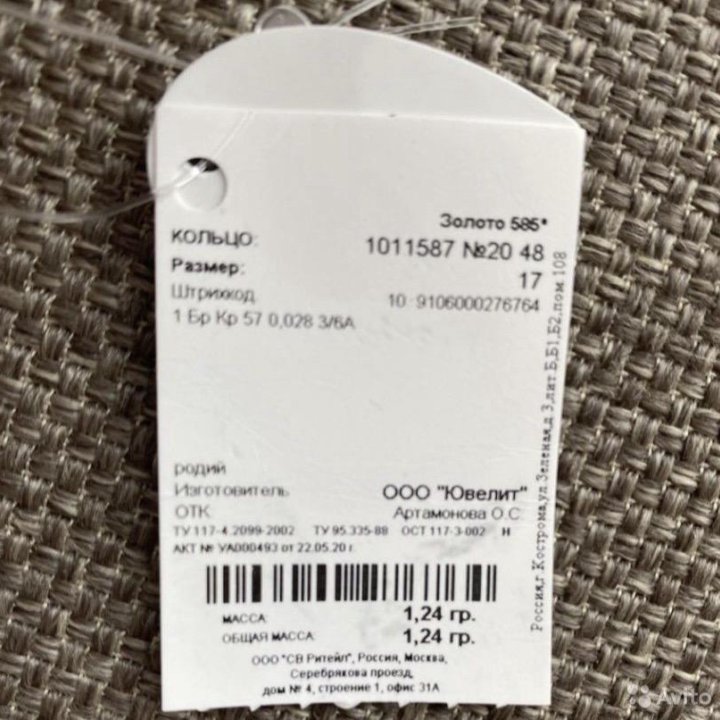 Золото 585*
КОЛЬЦО: 1011587 №20 48
Размер: 17
Штрихкод 10 9106000276764
1 Бр Кр 57 0,028 3/6А
родий
Изготовитель ООО "Ювелит"
ОТК Артамонова О.С.
ТУ 117-4.2099-2002 ТУ 95.335-88 ОСТ 117-3-002 Н
АКТ № УА000493 от 22.05.20 г.
МАССА: 1,24 гр.
ОБЩАЯ МАССА: 1,24 гр.
ООО "СВ Ритейл", Россия, Москва,
Серебрякова проезд,
дом № 4, строение 1, офис 31А
Россия,г.Кострома,ул.Зеленая,д 3,лит Б,Б1,Б2,пом.108
Avito